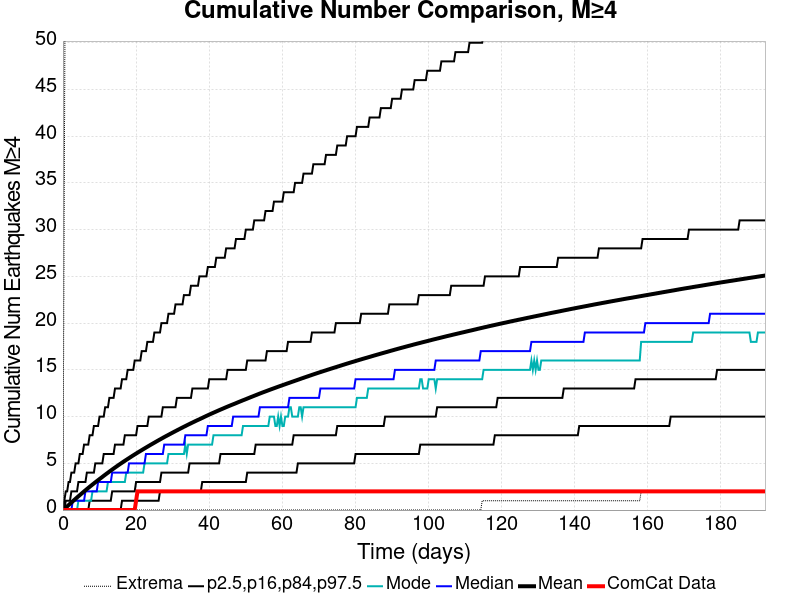 Cumulative Number Comparison, M≥4
Cumulative Num Earthquakes M≥4
50
45
40
35
30
25
20
15
10
5
0
0 20 40 60 80 100 120 140 160 180
Time (days)
Extrema p2.5,p16,p84,p97.5 Mode Median Mean ComCat Data